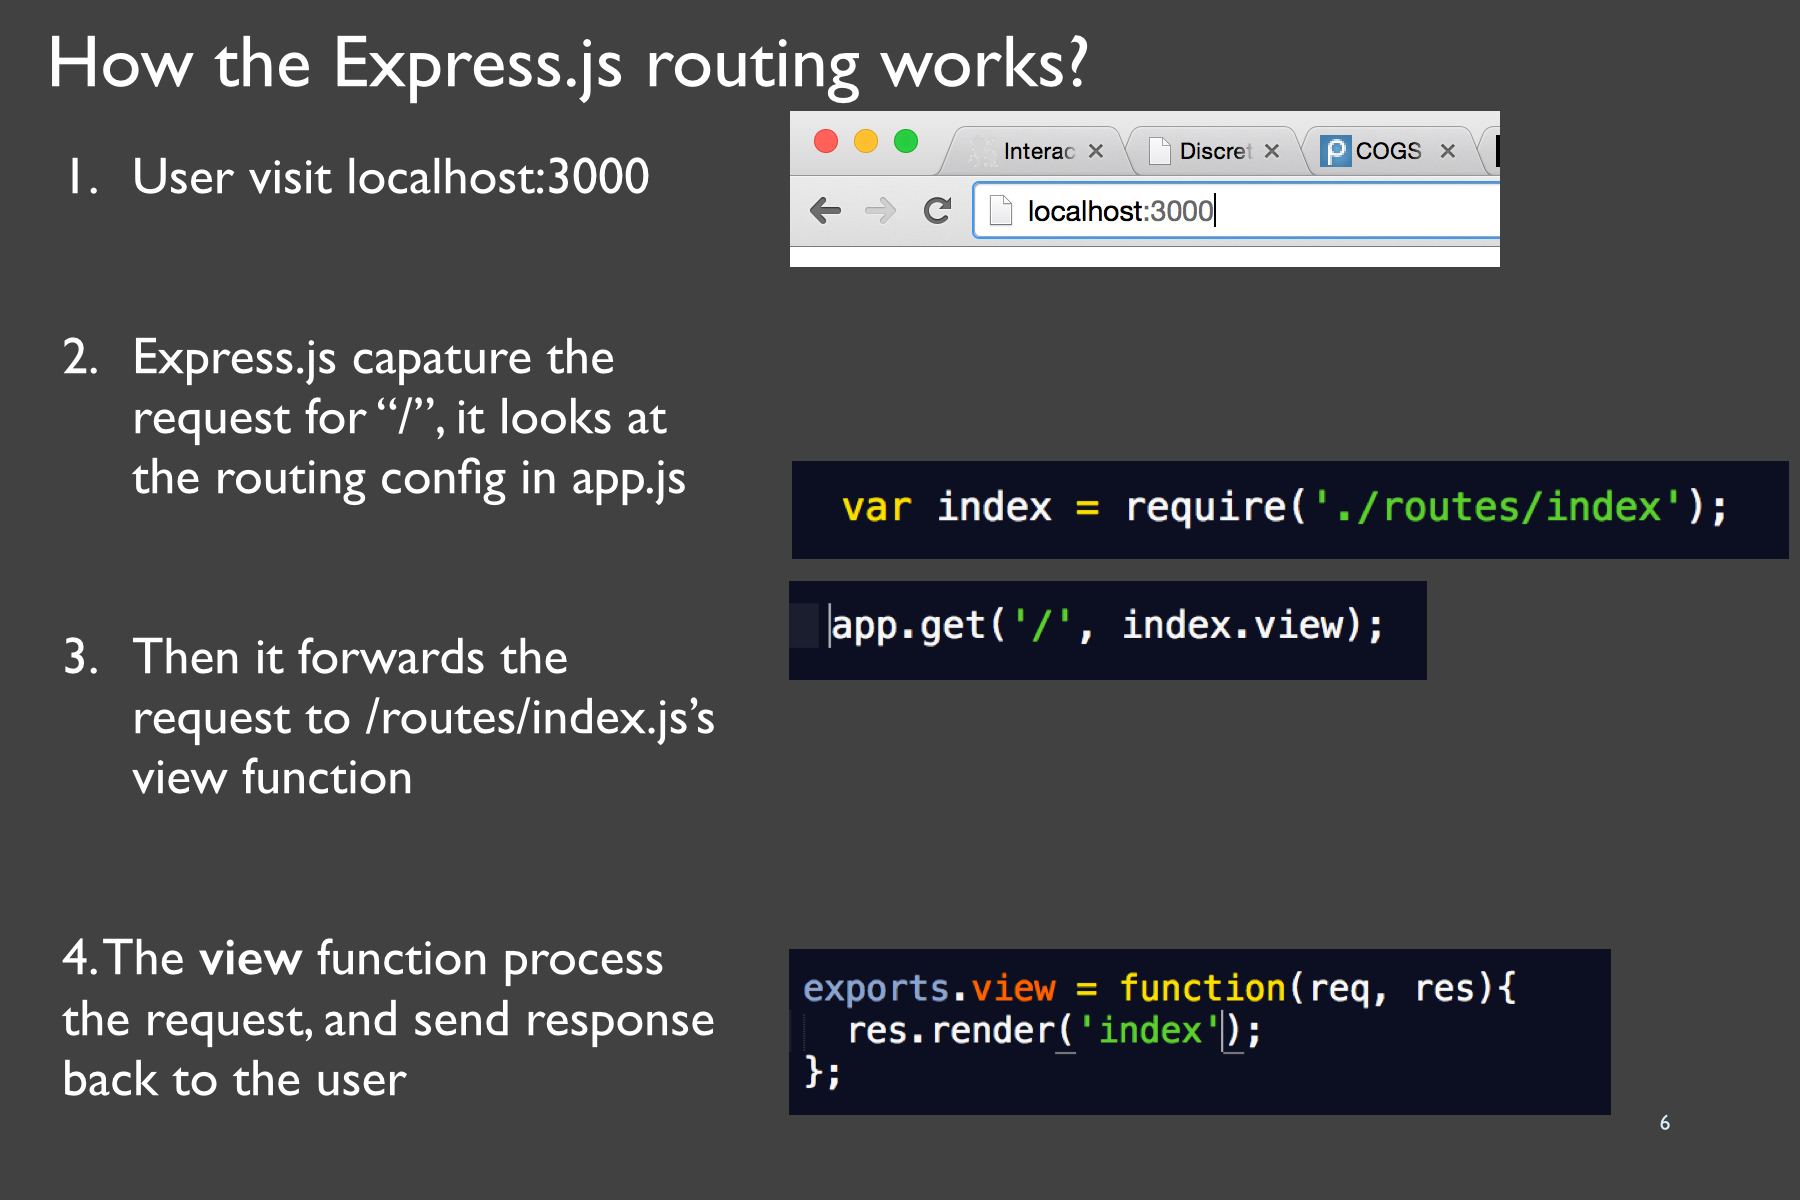 How the Express.js routing works?
1. User visit localhost:3000
Interac
Discret
COGS
localhost:3000
2. Express.js capature the
request for “/”, it looks at
the routing config in app.js
var index = require('./routes/index');
app.get('/', index.view);
3. Then it forwards the
request to /routes/index.js’s
view function
4. The view function process
the request, and send response
back to the user
exports.view = function(req, res){
res.render('index');
};
6